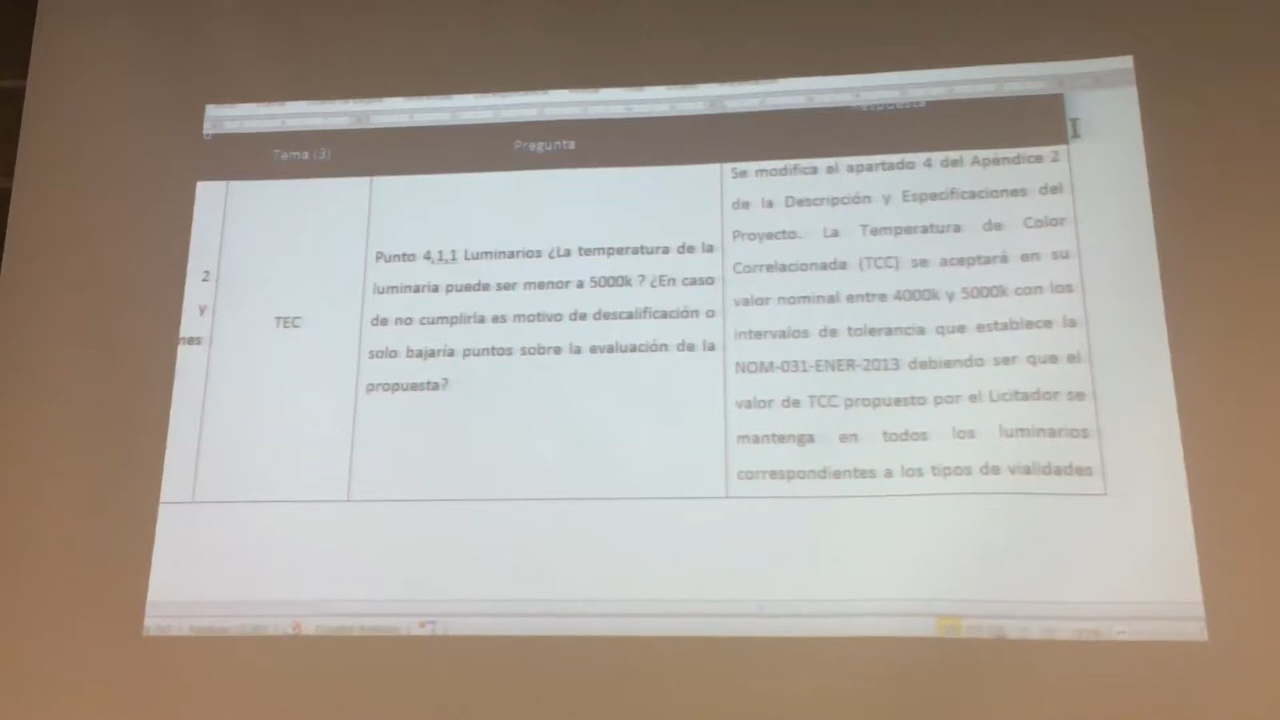 Tema (3)
Pregunta
Respuesta
2
y
nes
TEC
Punto 4,1,1 Luminarios ¿La temperatura de la
luminaria puede ser menor a 5000k ? ¿En caso
de no cumplirla es motivo de descalificación o
solo bajaría puntos sobre la evaluación de la
propuesta?
Se modifica el apartado 4 del Apéndice 2
de la Descripción y Especificaciones del
Proyecto. La Temperatura de Color
Correlacionada (TCC) se aceptará en su
valor nominal entre 4000k y 5000k con los
intervalos de tolerancia que establece la
NOM-031-ENER-2013 debiendo ser que el
valor de TCC propuesto por el Licitador se
mantenga en todos los luminarios
correspondientes a los tipos de vialidades